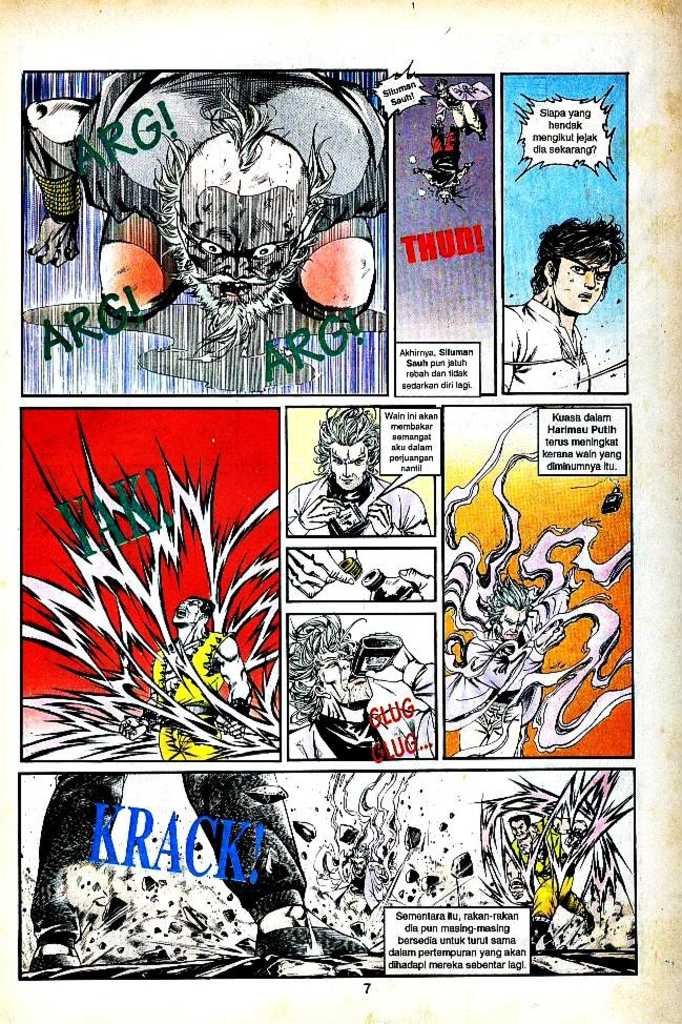 ARG!
ARG!
ARG!
Siluman
Sauh!
THUD!
Akhirnya, Siluman
Sauh pun jatuh
rebah dan tidak
sedarkan diri lagi.
Siapa yang
hendak
mengikut jejak
dia sekarang?
YAK!
Wain ini akan
membakar
semangat
aku dalam
perjuangan
nanti!
GLUG
GLUG...
Kuasa dalam
Harimau Putih
terus meningkat
kerana wain yang
diminumnya itu.
KRACK!
Sementara itu, rakan-rakan
dia pun masing-masing
bersedia untuk turut sama
dalam pertempuran yang akan
dihadapi mereka sebentar lagi.
7